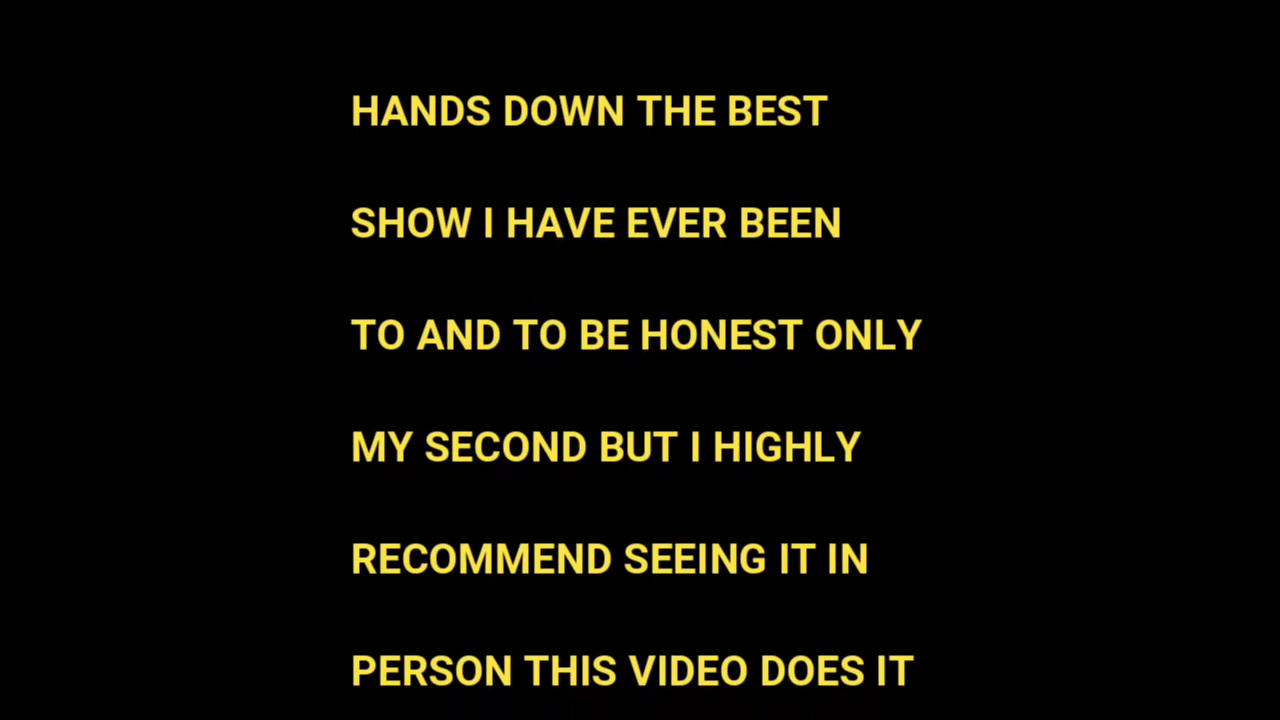 HANDS DOWN THE BEST
SHOW I HAVE EVER BEEN
TO AND TO BE HONEST ONLY
MY SECOND BUT I HIGHLY
RECOMMEND SEEING IT IN
PERSON THIS VIDEO DOES IT